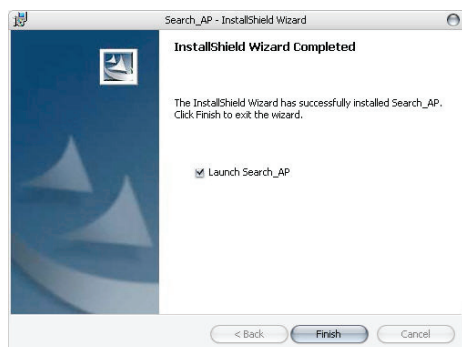 Search_AP - InstallShield Wizard
InstallShield Wizard Completed
The InstallShield Wizard has successfully installed Search_AP.
Click Finish to exit the wizard.
Launch Search_AP
< Back
Finish
Cancel